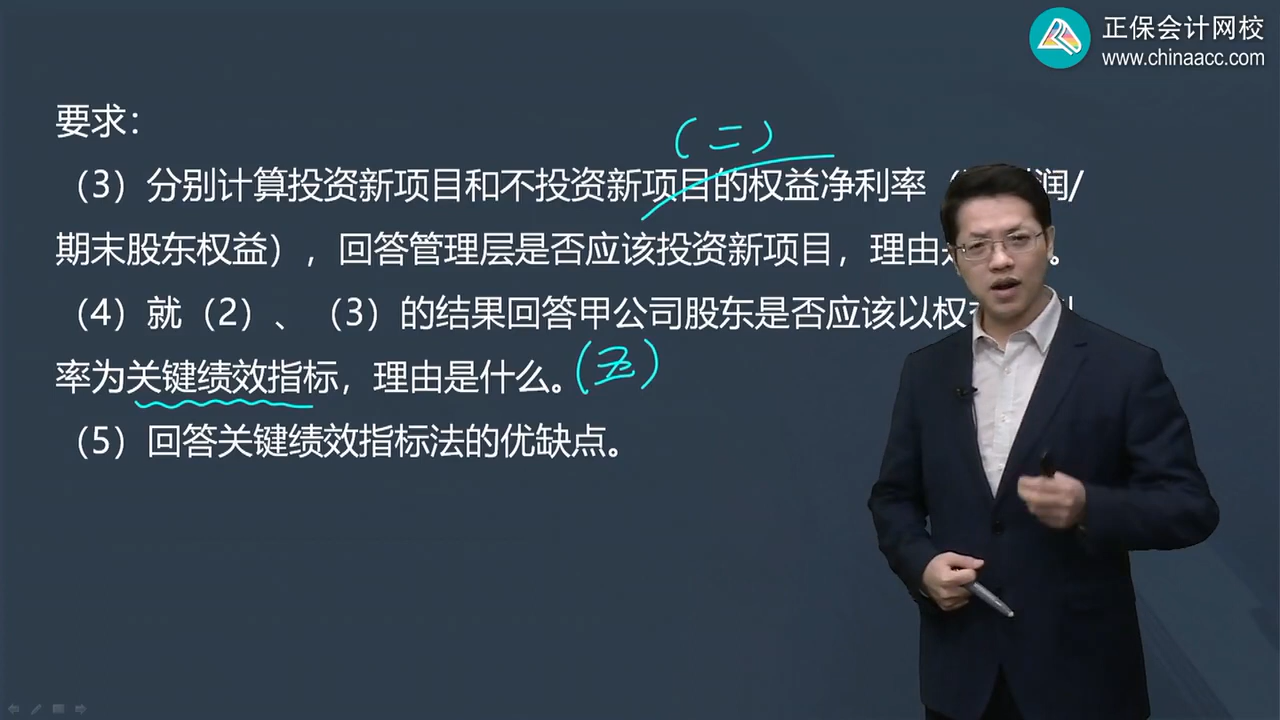 正保会计网校
www.chinaacc.com
要求：
（二）
（3）分别计算投资新项目和不投资新项目的权益净利率（润/
期末股东权益），回答管理层是否应该投资新项目，理由。
（4）就（2）、（3）的结果回答甲公司股东是否应该以权
率为关键绩效指标，理由是什么。（五）
（5）回答关键绩效指标法的优缺点。